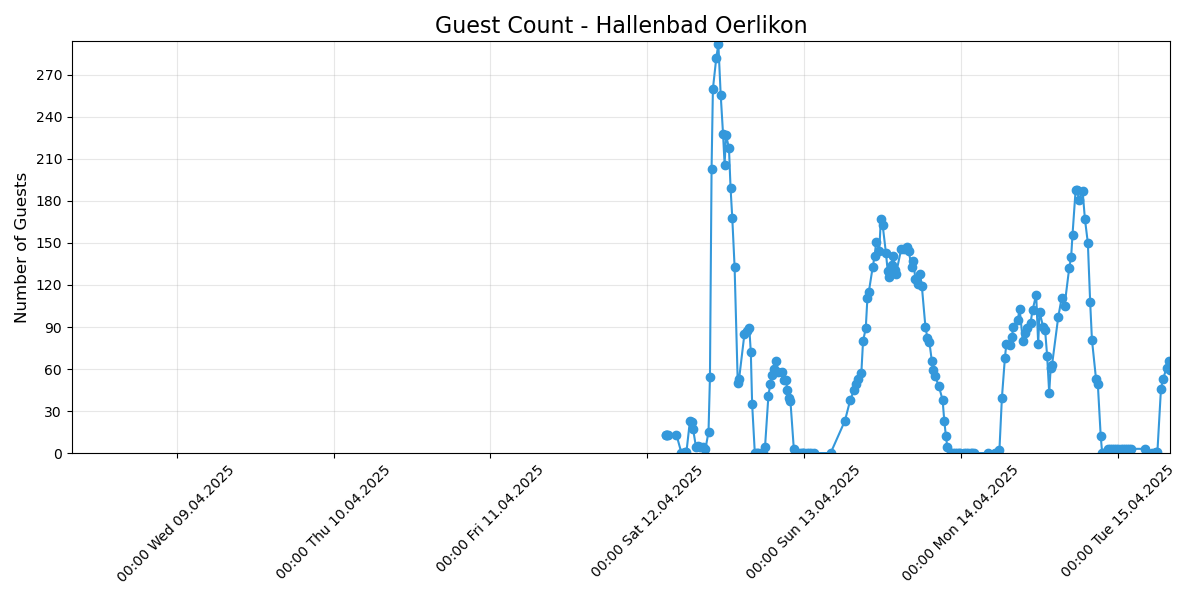 Guest Count - Hallenbad Oerlikon
Number of Guests
270
240
210
180
150
120
90
60
30
0
00:00 Wed 09.04.2025
00:00 Thu 10.04.2025
00:00 Fri 11.04.2025
00:00 Sat 12.04.2025
00:00 Sun 13.04.2025
00:00 Mon 14.04.2025
00:00 Tue 15.04.2025